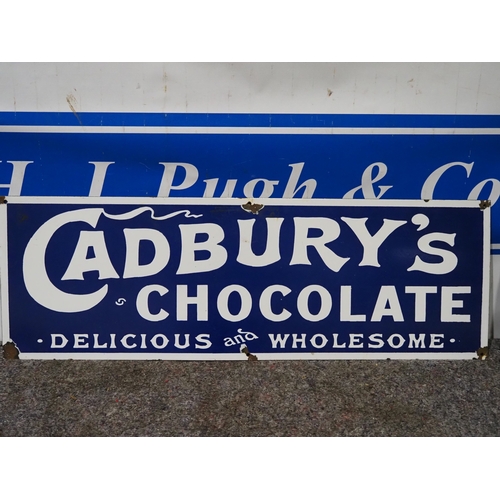 H. J. Pugh & Co
CADBURY'S
CHOCOLATE
· DELICIOUS and WHOLESOME ·